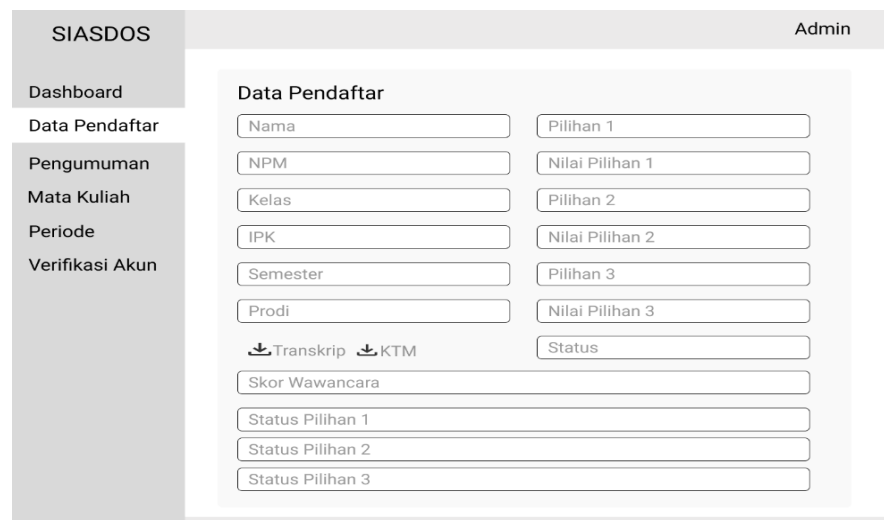 SIASDOS
Admin
Dashboard
Data Pendaftar
Pengumuman
Mata Kuliah
Periode
Verifikasi Akun
Data Pendaftar
Nama
Pilihan 1
NPM
Nilai Pilihan 1
Kelas
Pilihan 2
IPK
Nilai Pilihan 2
Semester
Pilihan 3
Prodi
Nilai Pilihan 3
Transkrip KTM
Status
Skor Wawancara
Status Pilihan 1
Status Pilihan 2
Status Pilihan 3